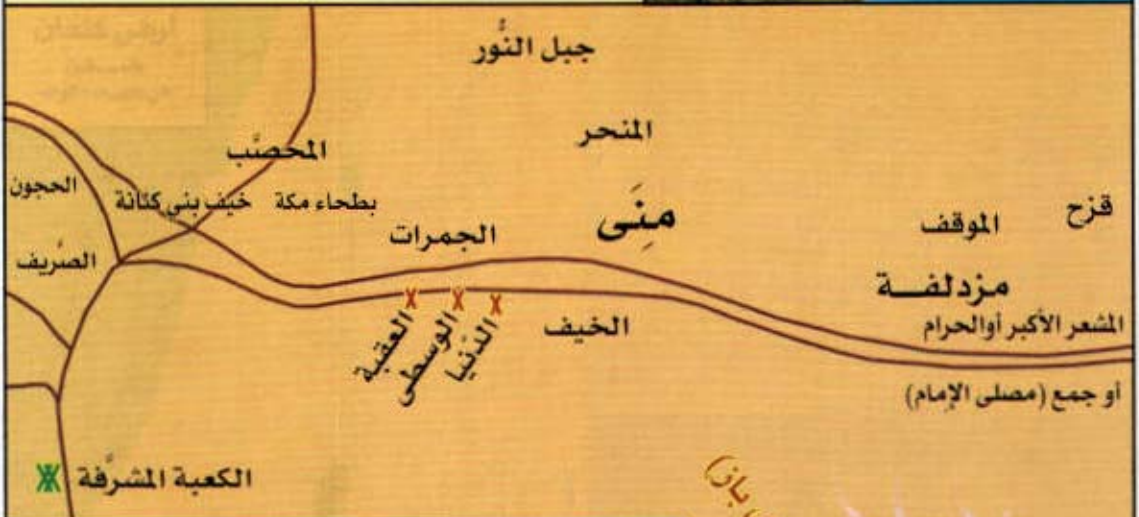 جبل النُّور
المنحر
المحصَّب
الحجون
خيف بني كنانة
بطحاء مكة
قزح
الموقف
مِنَى
الجمرات
الصَّريف
مزدلفـــة
المشعر الأكبر أوالحرام
الخيف
العقبة
الوسطى
الدّنيا
أو جمع (مصلى الإمام)
الكعبة المشرَّفة